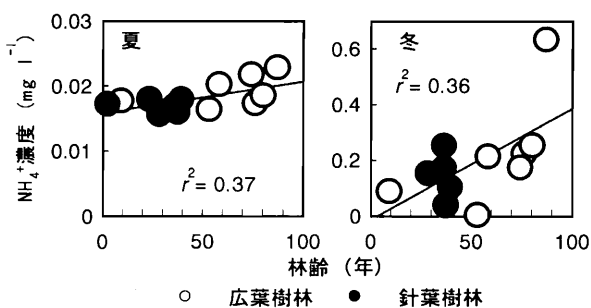 夏
冬
NH4+濃度 (mg l-1)
0.03
0.02
0.01
0
r2 = 0.37
0 50 100
0.6
0.4
0.2
0
r2 = 0.36
0 50 100
林齢 (年)
○ 広葉樹林 ● 針葉樹林